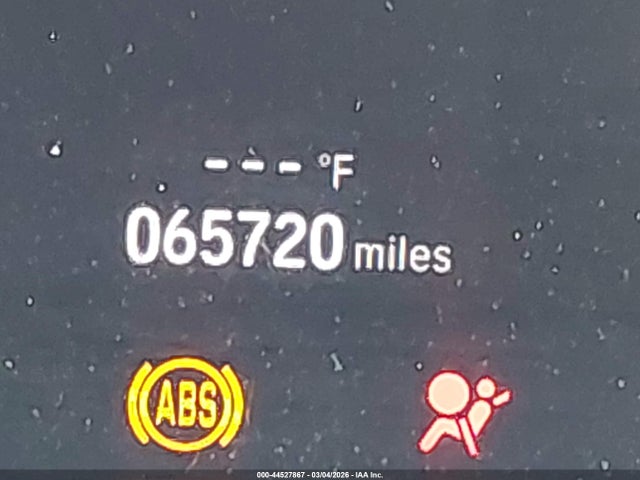 --- °F
065720 miles
ABS
000-44527867 - 03/04/2026 - IAA Inc.